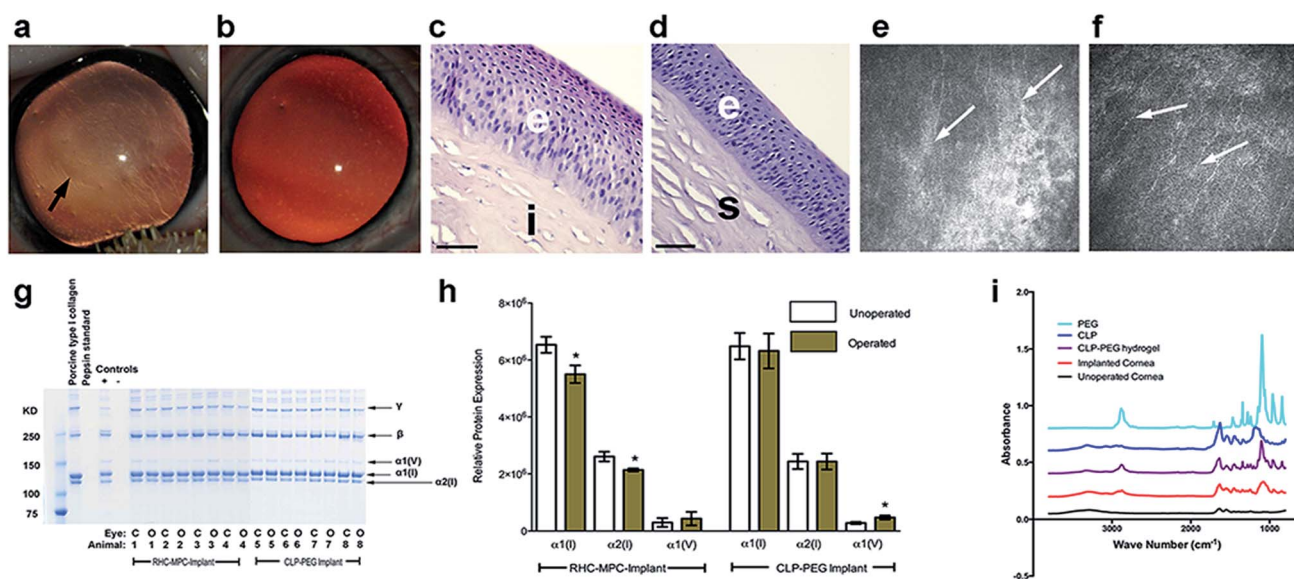 a
b
c
d
e
f
e
i
e
s
g
Porcine type I collagen
Pepsin standard
Controls
+ -
KD
250
150
100
75
γ
β
α1(V)
α1(I)
α2(I)
Eye: C O C O C O C O C O C O C O C O
Animal: 1 1 2 2 3 3 4 4 5 5 6 6 7 7 8 8
RHC-MPC-Implant
CLP-PEG Implant
h
Relative Protein Expression
8×10⁶
6×10⁶
4×10⁶
2×10⁶
0
Unoperated
Operated
* * *
α1(I) α2(I) α1(V) α1(I) α2(I) α1(V)
RHC-MPC-Implant CLP-PEG Implant
i
Absorbance
2.0
1.5
1.0
0.5
0.0
-0.5
PEG
CLP
CLP-PEG hydrogel
Implanted Cornea
Unoperated Cornea
3000 2000 1000
Wave Number (cm⁻¹)